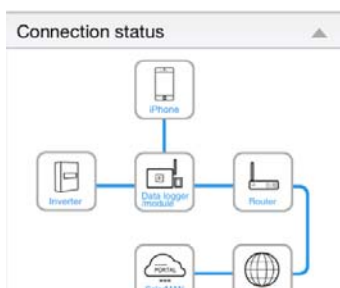 Connection status
iPhone
Inverter
Data logger
/module
Router
PORTAL